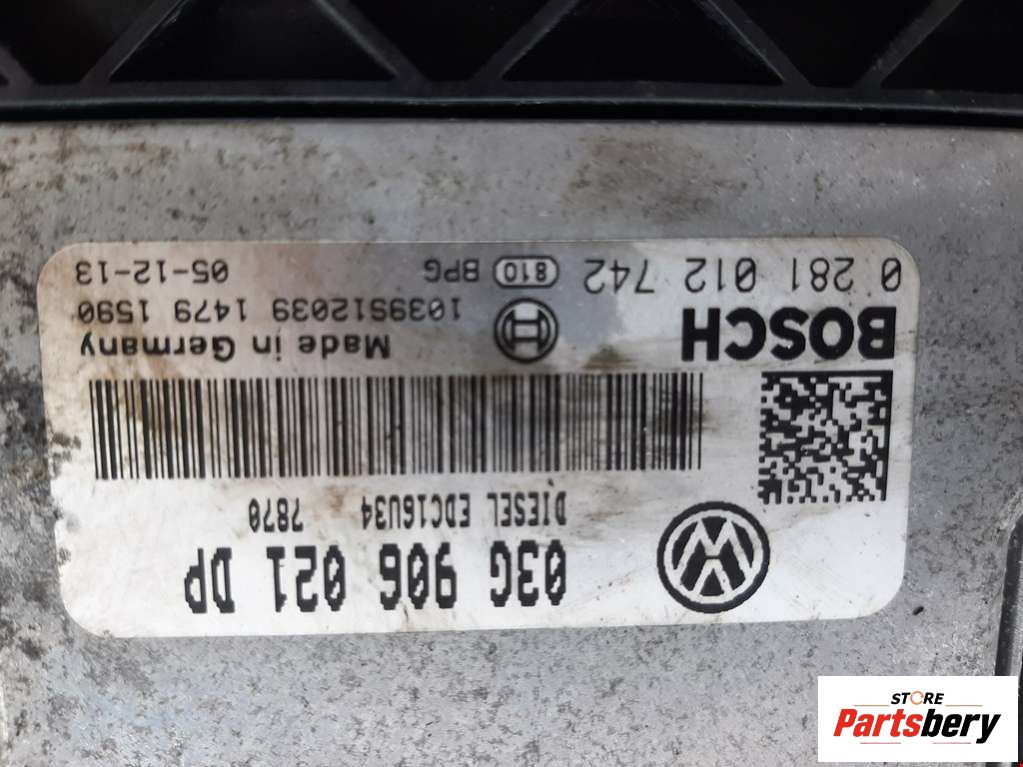 03G 906 021 DP
DIESEL EDC16U34 7870
BOSCH
Made in Germany
1039S12039 1479 1590
0 281 012 742 810 BPG 05-12-13
STORE
Partsbery